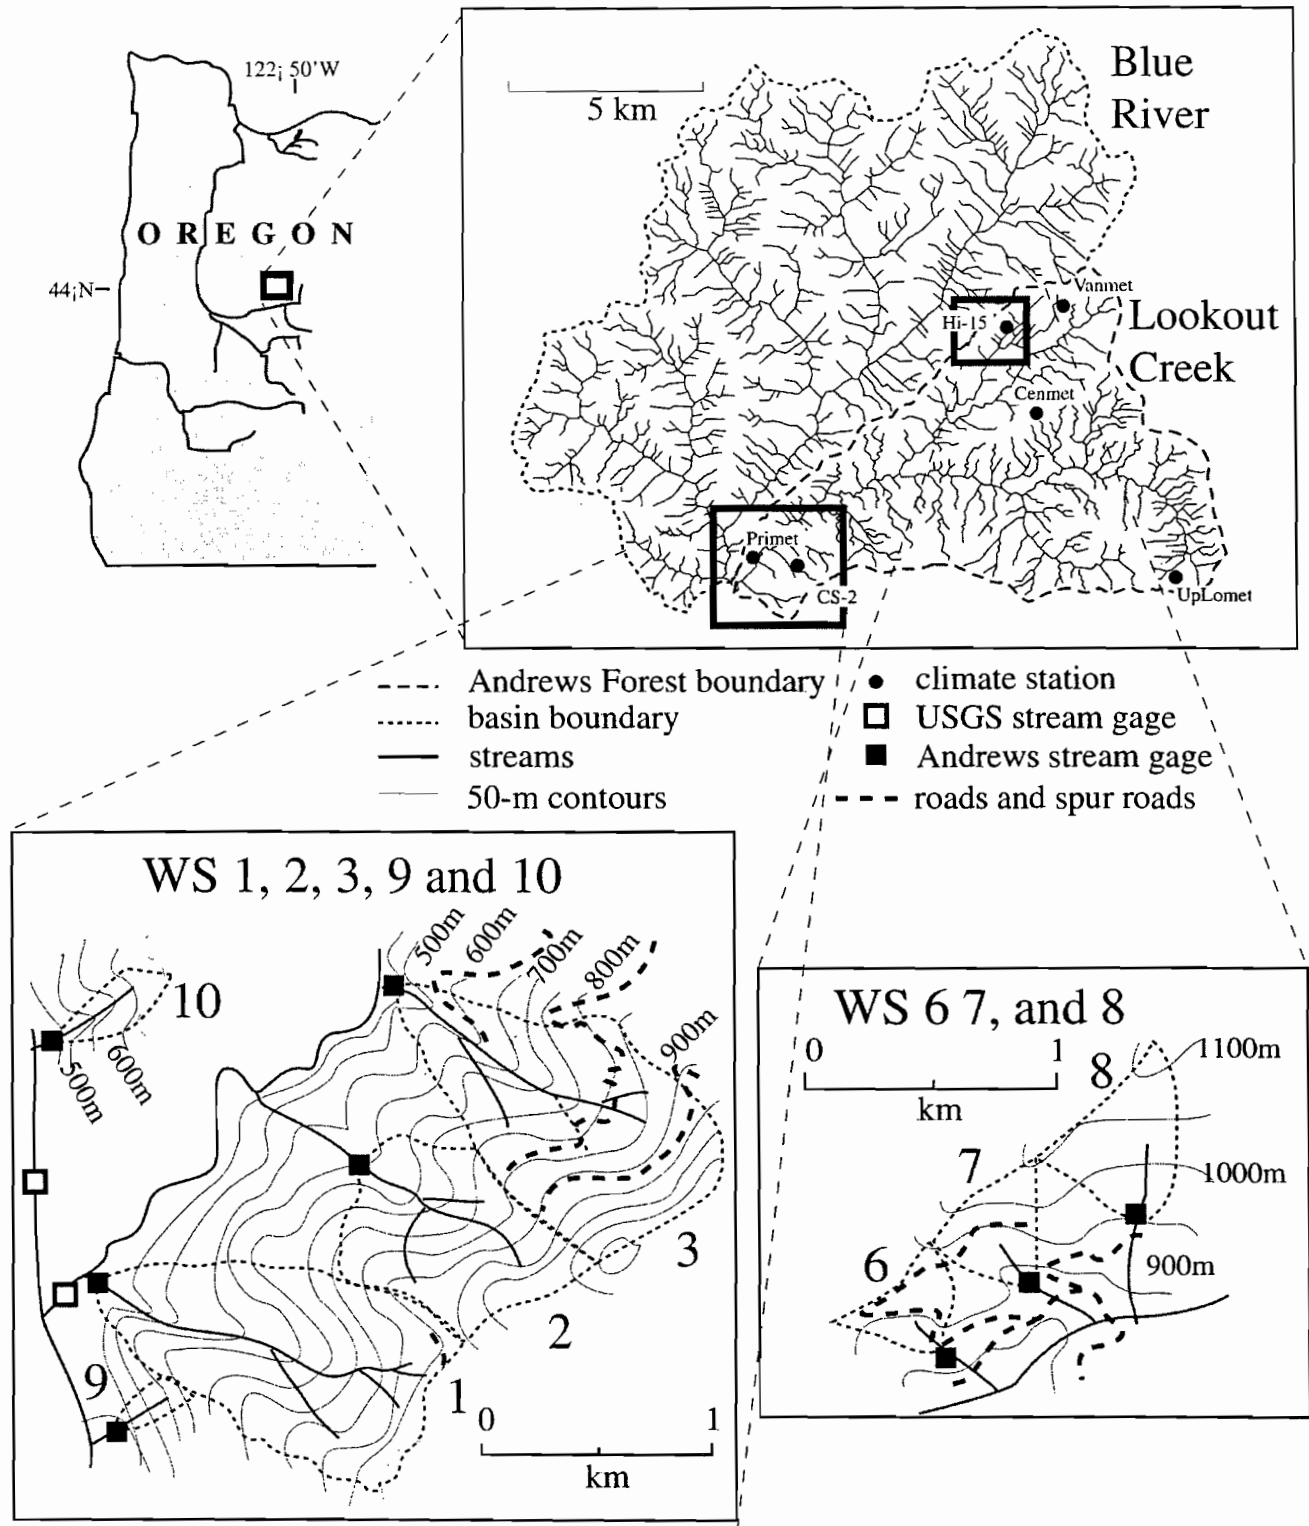 122¡ 50'W
OREGON
44¡N
5 km
Blue
River
Vanmet
Hi-15
Lookout
Creek
Cenmet
Primet
CS-2
UpLomet
Andrews Forest boundary
basin boundary
streams
50-m contours
climate station
USGS stream gage
Andrews stream gage
roads and spur roads
WS 1, 2, 3, 9 and 10
500m
600m
700m
800m
900m
10
500m
600m
3
2
9
1
0 1
km
WS 6 7, and 8
0 1
km
8
1100m
7
1000m
6
900m